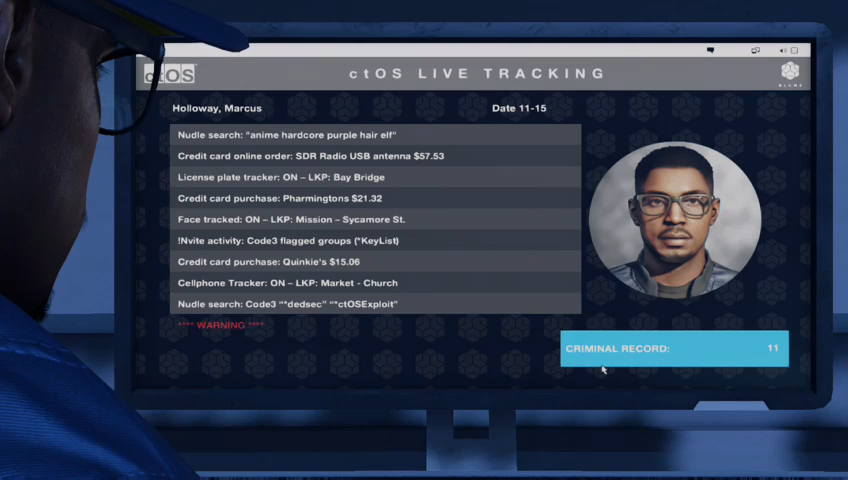 ctOS
ctOS LIVE TRACKING
BLUME
Holloway, Marcus
Date 11-15
Nudle search: "anime hardcore purple hair elf"
Credit card online order: SDR Radio USB antenna $57.53
License plate tracker: ON – LKP: Bay Bridge
Credit card purchase: Pharmingtons $21.32
Face tracked: ON – LKP: Mission – Sycamore St.
!Nvite activity: Code3 flagged groups (*KeyList)
Credit card purchase: Quinkie's $15.06
Cellphone Tracker: ON – LKP: Market - Church
Nudle search: Code3 "*dedsec" "*ctOSExploit"
**** WARNING ****
CRIMINAL RECORD: 11